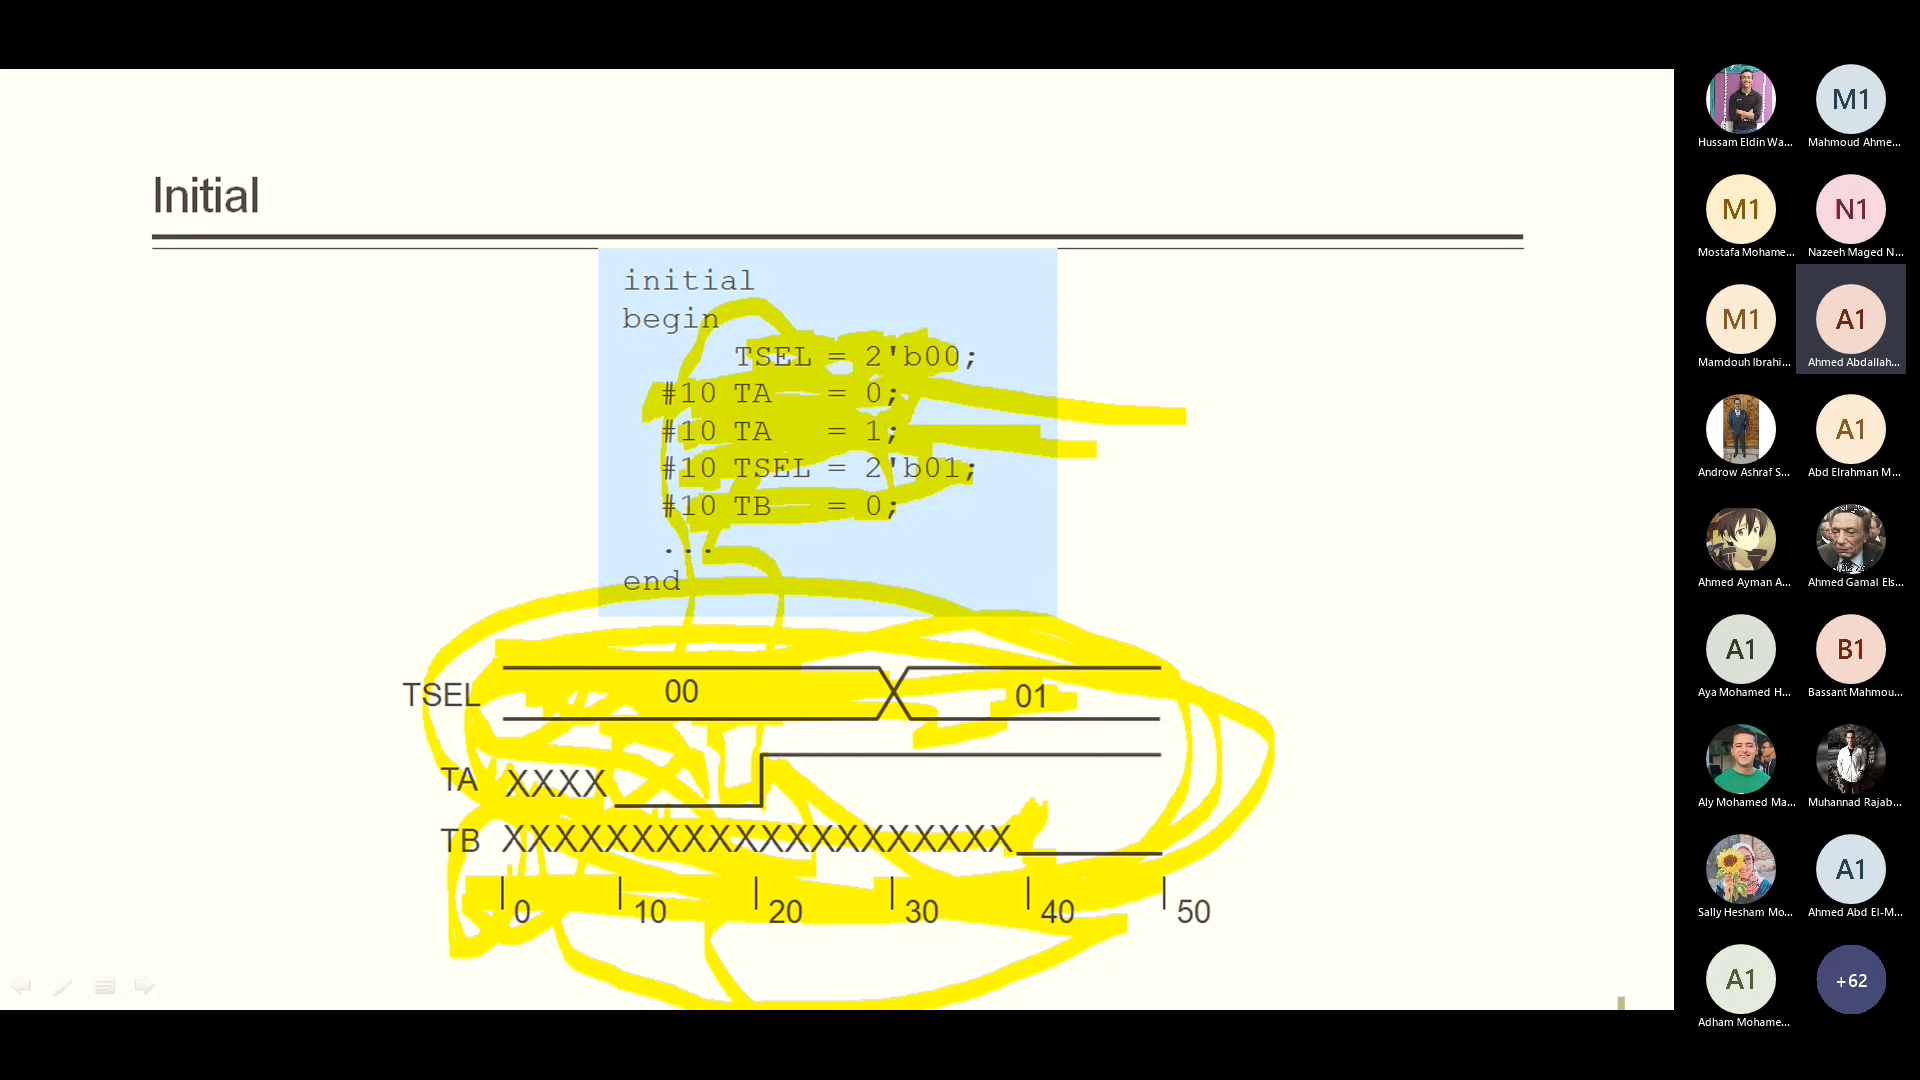 Initial
initial
begin
TSEL = 2'b00;
#10 TA = 0;
#10 TA = 1;
#10 TSEL = 2'b01;
#10 TB = 0;
...
end
TSEL 00 01
TA XXXX
TB XXXXXXXXXXXXXXXXXXXX
0 10 20 30 40 50
Hussam Eldin Wa...
M1
Mahmoud Ahme...
M1
Mostafa Mohame...
N1
Nazeeh Maged N...
M1
Mamdouh Ibrahi...
A1
Ahmed Abdallah...
Androw Ashraf S...
A1
Abd Elrahman M...
Ahmed Ayman A...
Ahmed Gamal Els...
A1
Aya Mohamed H...
B1
Bassant Mahmou...
Aly Mohamed Ma...
Muhannad Rajab...
Sally Hesham Mo...
A1
Ahmed Abd El-M...
A1
Adham Mohame...
+62